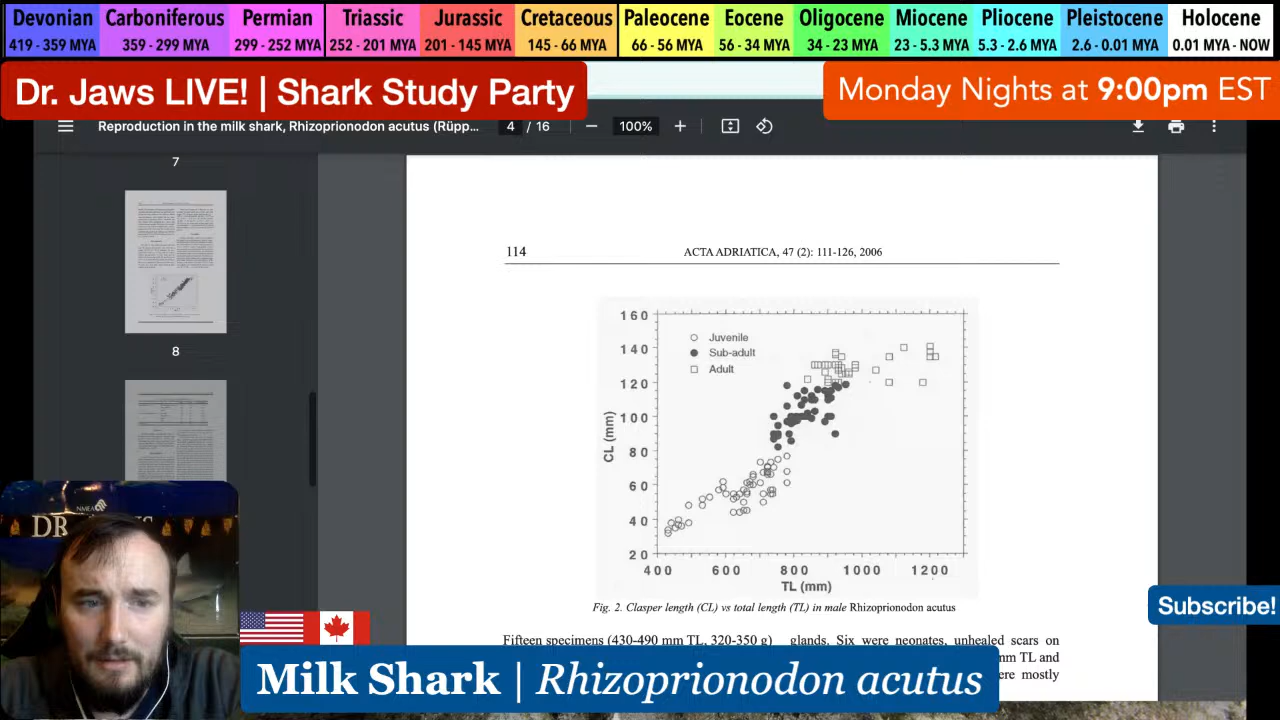 Devonian Carboniferous Permian Triassic Jurassic Cretaceous Paleocene Eocene Oligocene Miocene Pliocene Pleistocene Holocene
419 - 359 MYA 359 - 299 MYA 299 - 252 MYA 252 - 201 MYA 201 - 145 MYA 145 - 66 MYA 66 - 56 MYA 56 - 34 MYA 34 - 23 MYA 23 - 5.3 MYA 5.3 - 2.6 MYA 2.6 - 0.01 MYA 0.01 MYA - NOW
Dr. Jaws LIVE! | Shark Study Party
Monday Nights at 9:00pm EST
Reproduction in the milk shark, Rhizoprionodon acutus (Rüpp... 4 / 16 100%
7
8
114 ACTA ADRIATICA, 47 (2): 111-126, 2006
160
140
120
100
80
60
40
20
CL (mm)
Juvenile
Sub-adult
Adult
400 600 800 1000 1200
TL (mm)
Fig. 2. Clasper length (CL) vs total length (TL) in male Rhizoprionodon acutus
Fifteen specimens (430-490 mm TL, 320-350 g)
glands. Six were neonates, unhealed scars on
mm TL and
were mostly
NMEA
DR
Subscribe!
Milk Shark | Rhizoprionodon acutus